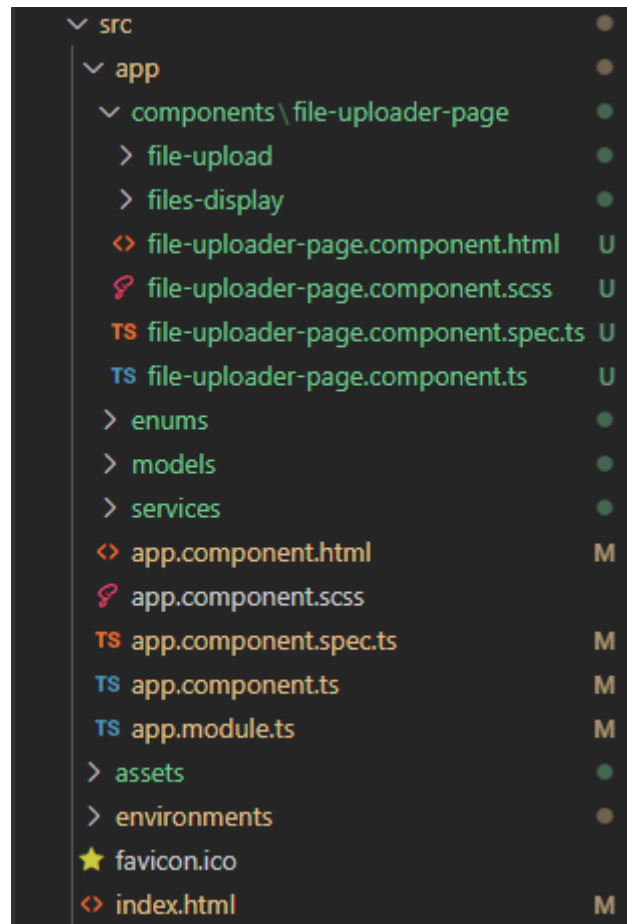 src
app
components\file-uploader-page
file-upload
files-display
<> file-uploader-page.component.html U
file-uploader-page.component.scss U
TS file-uploader-page.component.spec.ts U
TS file-uploader-page.component.ts U
enums
models
services
<> app.component.html M
app.component.scss
TS app.component.spec.ts M
TS app.component.ts M
TS app.module.ts M
assets
environments
favicon.ico
<> index.html M